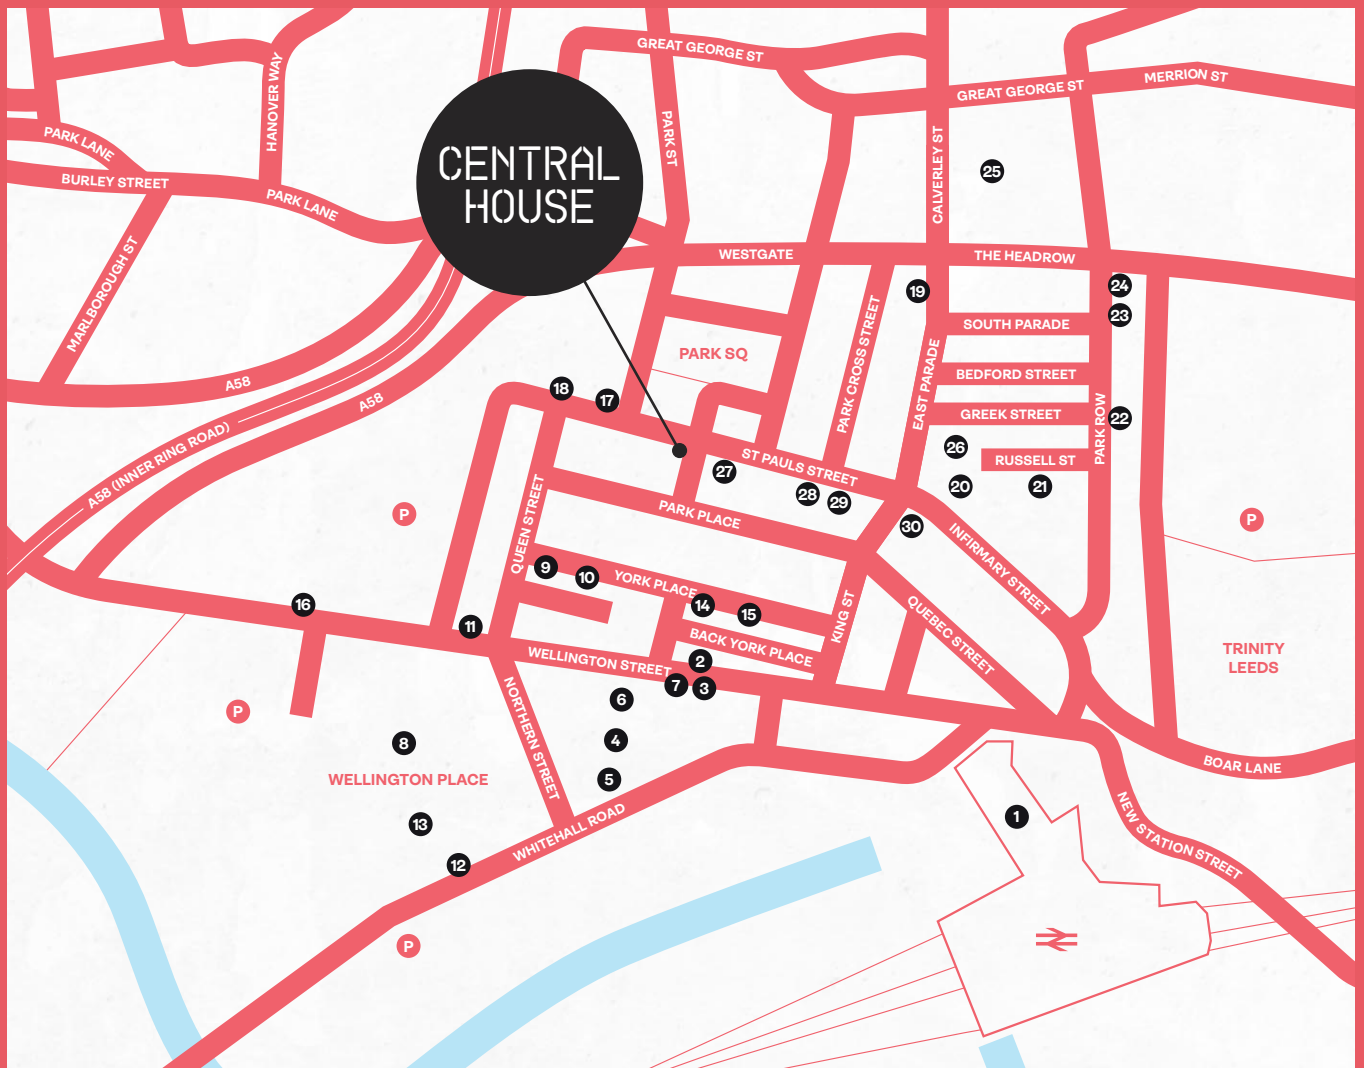 GREAT GEORGE ST
MERRION ST
GREAT GEORGE ST
HANOVER WAY
PARK ST
PARK LANE
CENTRAL
HOUSE
CALVERLEY ST
25
BURLEY STREET
PARK LANE
MARLBOROUGH ST
WESTGATE
THE HEADROW
19
24
23
SOUTH PARADE
PARK SQ
PARK CROSS STREET
EAST PARADE
BEDFORD STREET
A58
A58
18
17
GREEK STREET
22
PARK ROW
A58 (INNER RING ROAD)
26
RUSSELL ST
ST PAULS STREET
27
28
29
20
21
P
QUEEN STREET
PARK PLACE
30
P
INFIRMARY STREET
9
10
YORK PLACE
14
15
16
11
KING ST
QUEBEC STREET
BACK YORK PLACE
WELLINGTON STREET
2
7
3
6
TRINITY
LEEDS
P
NORTHERN STREET
8
4
WELLINGTON PLACE
5
BOAR LANE
13
WHITEHALL ROAD
1
NEW STATION STREET
12
P